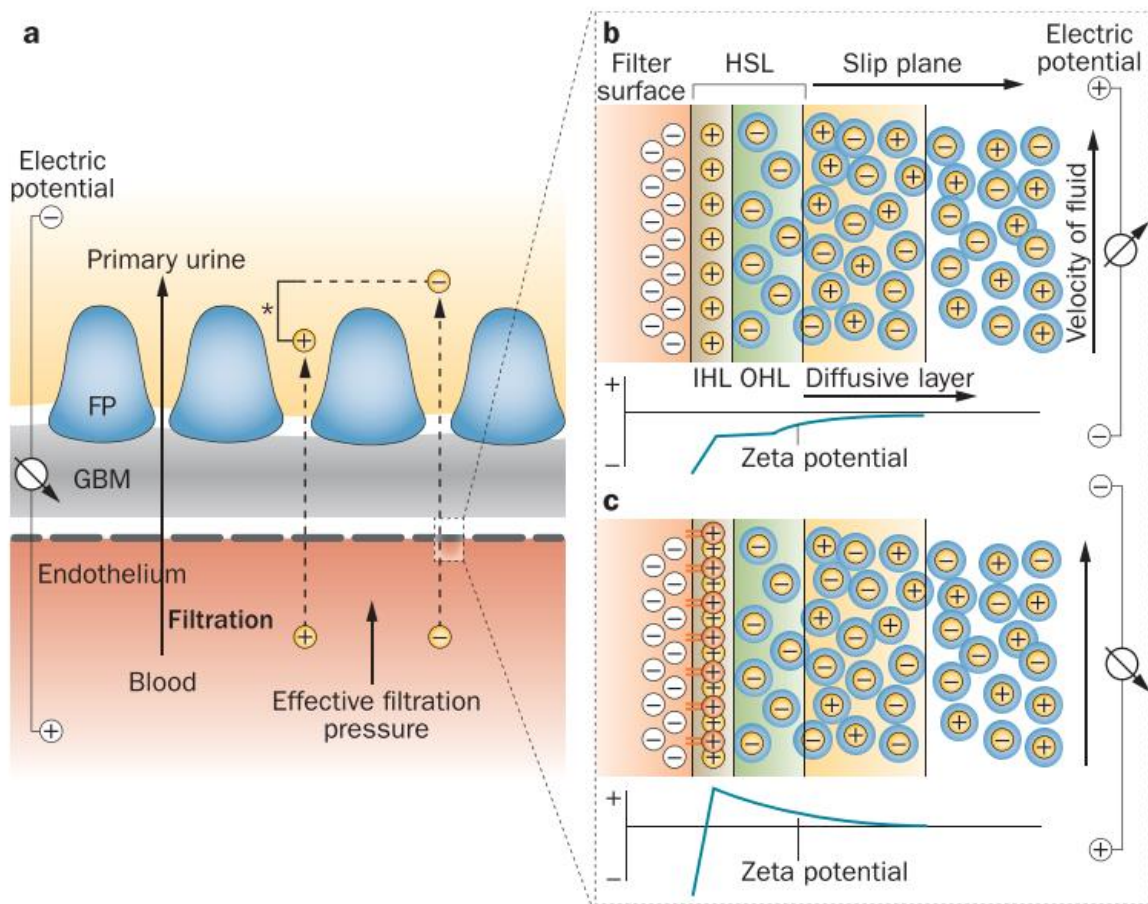 a
Electric
potential
−
Primary urine
*
−
+
FP
GBM
Endothelium
Filtration
+
−
Blood
Effective filtration
pressure
+
b
Filter
surface
HSL
Slip plane
Electric
potential
+
Velocity of fluid
IHL
OHL
Diffusive layer
+
−
Zeta potential
−
c
−
+
−
Zeta potential
+